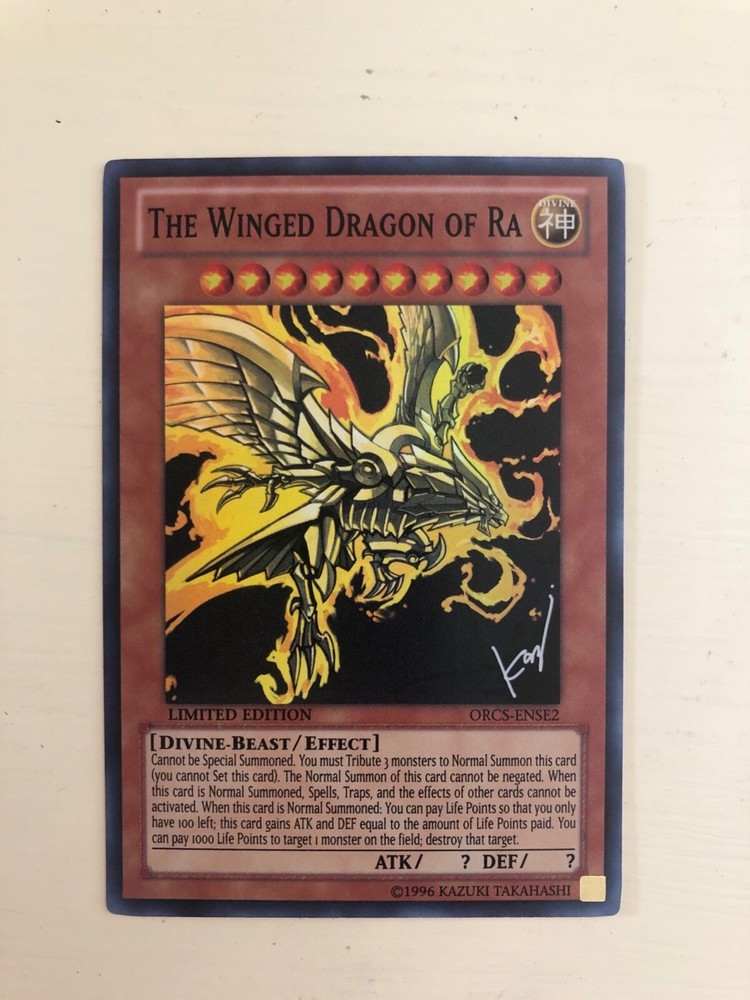 THE WINGED DRAGON OF RA
DIVINE
神
Kazu
LIMITED EDITION ORCS-ENSE2
[DIVINE-BEAST/EFFECT]
Cannot be Special Summoned. You must Tribute 3 monsters to Normal Summon this card
(you cannot Set this card). The Normal Summon of this card cannot be negated. When
this card is Normal Summoned, Spells, Traps, and the effects of other cards cannot be
activated. When this card is Normal Summoned: You can pay Life Points so that you only
have 100 left; this card gains ATK and DEF equal to the amount of Life Points paid. You
can pay 1000 Life Points to target 1 monster on the field; destroy that target.
ATK/ ? DEF/ ?
©1996 KAZUKI TAKAHASHI